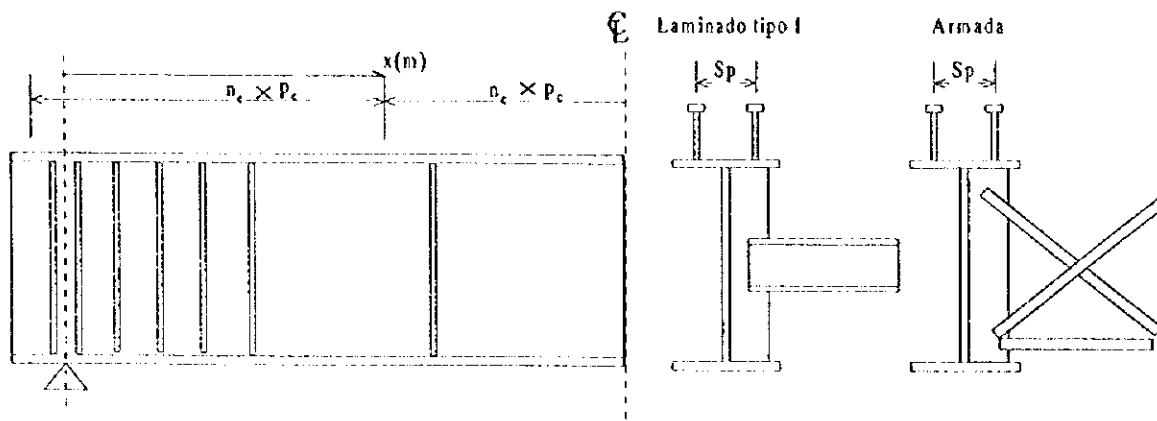 ℄ Laminado tipo I Armada
x(m) Sp Sp
n_c × p_c n_c × p_c